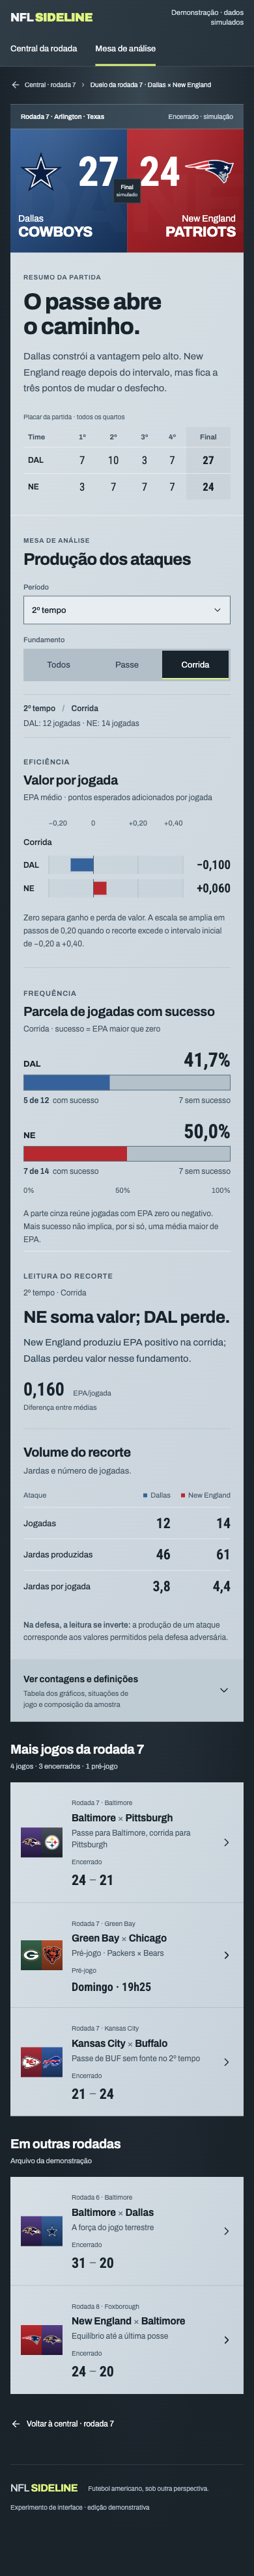 NFL SIDELINE
Demonstração · dados
simulados
Central da rodada
Mesa de análise
Central · rodada 7
Duelo da rodada 7 · Dallas × New England
Rodada 7 · Arlington · Texas
Encerrado · simulação
27
24
Final
simulado
Dallas
COWBOYS
New England
PATRIOTS
RESUMO DA PARTIDA
O passe abre
o caminho.
Dallas constrói a vantagem pelo alto. New
England reage depois do intervalo, mas fica a
três pontos de mudar o desfecho.
Placar da partida · todos os quartos
Time 1º 2º 3º 4º Final
DAL 7 10 3 7 27
NE 3 7 7 7 24
MESA DE ANÁLISE
Produção dos ataques
Período
2º tempo
Fundamento
Todos
Passe
Corrida
2º tempo / Corrida
DAL: 12 jogadas · NE: 14 jogadas
EFICIÊNCIA
Valor por jogada
EPA médio · pontos esperados adicionados por jogada
−0,20 0 +0,20 +0,40
Corrida
DAL −0,100
NE +0,060
Zero separa ganho e perda de valor. A escala se amplia em
passos de 0,20 quando o recorte excede o intervalo inicial
de −0,20 a +0,40.
FREQUÊNCIA
Parcela de jogadas com sucesso
Corrida · sucesso = EPA maior que zero
DAL 41,7%
5 de 12 com sucesso 7 sem sucesso
NE 50,0%
7 de 14 com sucesso 7 sem sucesso
0% 50% 100%
A parte cinza reúne jogadas com EPA zero ou negativo.
Mais sucesso não implica, por si só, uma média maior de
EPA.
LEITURA DO RECORTE
2º tempo · Corrida
NE soma valor; DAL perde.
New England produziu EPA positivo na corrida;
Dallas perdeu valor nesse fundamento.
0,160 EPA/jogada
Diferença entre médias
Volume do recorte
Jardas e número de jogadas.
Ataque Dallas New England
Jogadas 12 14
Jardas produzidas 46 61
Jardas por jogada 3,8 4,4
Na defesa, a leitura se inverte: a produção de um ataque
corresponde aos valores permitidos pela defesa adversária.
Ver contagens e definições
Tabela dos gráficos, situações de
jogo e composição da amostra
Mais jogos da rodada 7
4 jogos · 3 encerrados · 1 pré-jogo
Rodada 7 · Baltimore
Baltimore × Pittsburgh
Passe para Baltimore, corrida para
Pittsburgh
Encerrado
24 – 21
Rodada 7 · Green Bay
Green Bay × Chicago
Pré-jogo · Packers × Bears
Pré-jogo
Domingo · 19h25
Rodada 7 · Kansas City
Kansas City × Buffalo
Passe de BUF sem fonte no 2º tempo
Encerrado
21 – 24
Em outras rodadas
Arquivo da demonstração
Rodada 6 · Baltimore
Baltimore × Dallas
A força do jogo terrestre
Encerrado
31 – 20
Rodada 8 · Foxborough
New England × Baltimore
Equilíbrio até a última posse
Encerrado
24 – 20
Voltar à central · rodada 7
NFL SIDELINE
Futebol americano, sob outra perspectiva.
Experimento de interface · edição demonstrativa